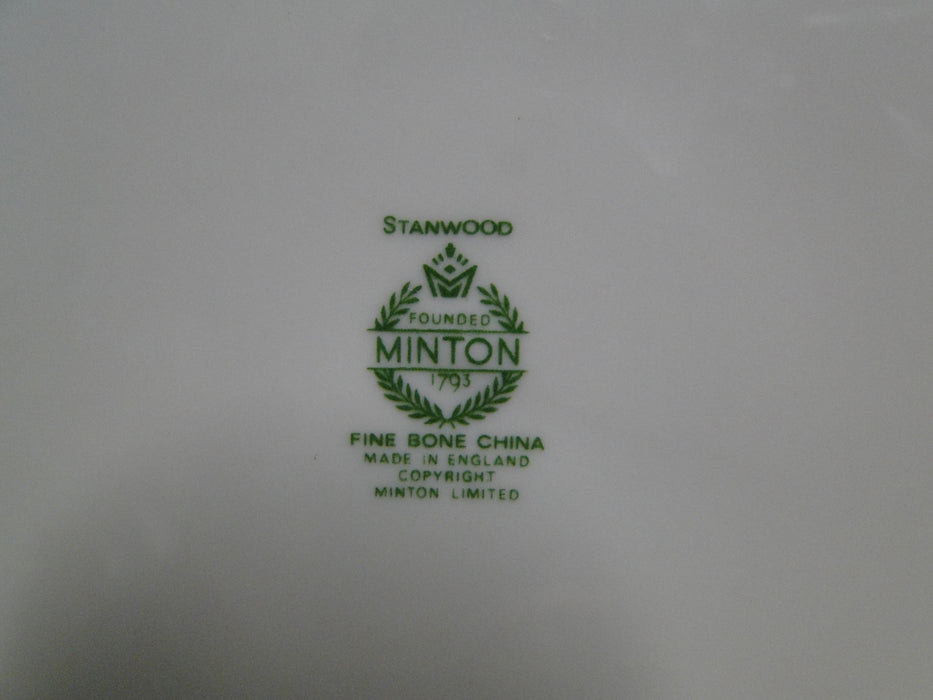 STANWOOD
FOUNDED
MINTON
1793
FINE BONE CHINA
MADE IN ENGLAND
COPYRIGHT
MINTON LIMITED